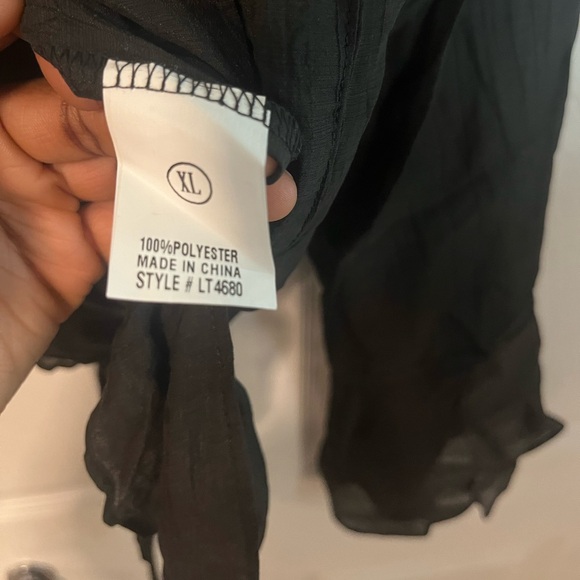 XL
100%POLYESTER
MADE IN CHINA
STYLE # LT4680